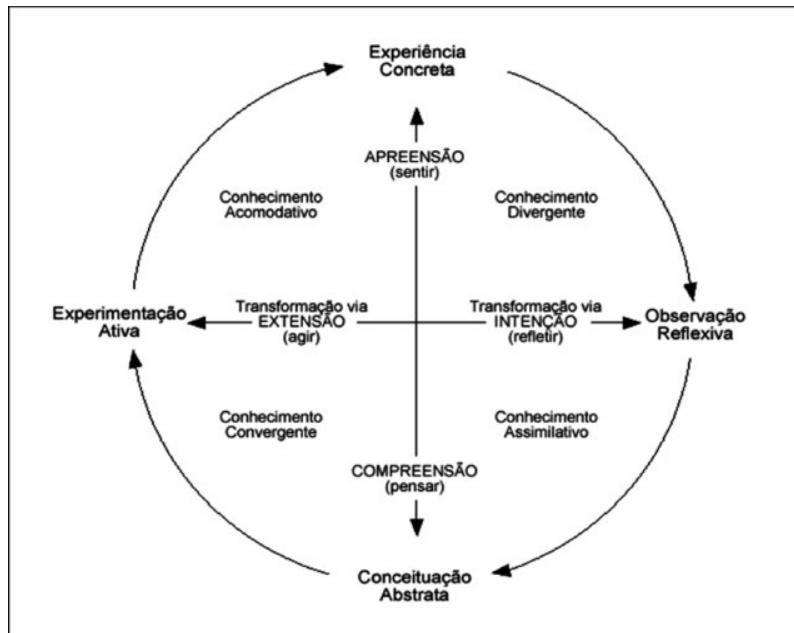 Experiência
Concreta
APREENSÃO
(sentir)
Conhecimento
Acomodativo
Conhecimento
Divergente
Experimentação
Ativa
Transformação via
EXTENSÃO
(agir)
Transformação via
INTENÇÃO
(refletir)
Observação
Reflexiva
Conhecimento
Convergente
Conhecimento
Assimilativo
COMPREENSÃO
(pensar)
Conceituação
Abstrata